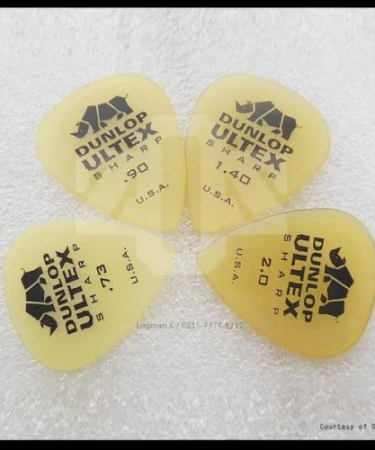 DUNLOP
ULTEX
SHARP
.90
U.S.A.
DUNLOP
ULTEX
SHARP
1.40
U.S.A.
DUNLOP
ULTEX
SHARP
.73
U.S.A.
DUNLOP
ULTEX
SHARP
2.0
U.S.A.
Courtesy of